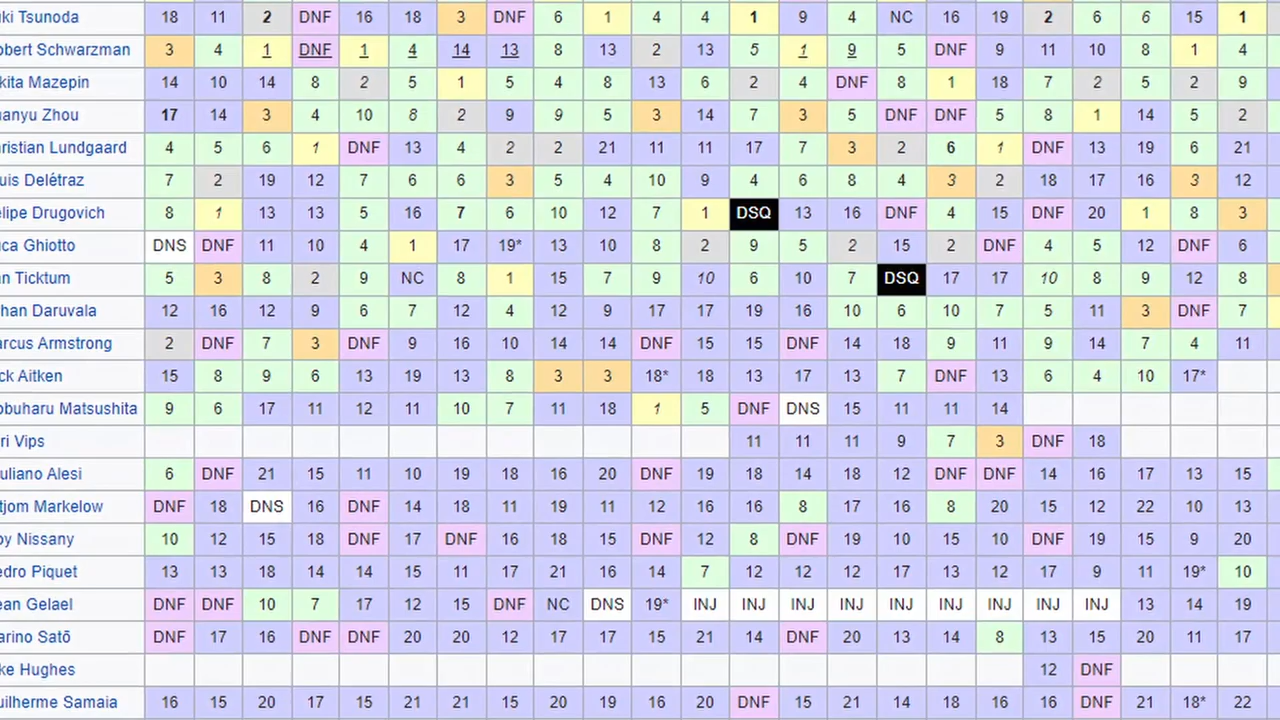 uki Tsunoda 18 11 2 DNF 16 18 3 DNF 6 1 4 4 1 9 4 NC 16 19 2 6 6 15 1
obert Schwarzman 3 4 1 DNF 1 4 14 13 8 13 2 13 5 1 9 5 DNF 9 11 10 8 1 4
kita Mazepin 14 10 14 8 2 5 1 5 4 8 13 6 2 4 DNF 8 1 18 7 2 5 2 9
uanyu Zhou 17 14 3 4 10 8 2 9 9 5 3 14 7 3 5 DNF DNF 5 8 1 14 5 2
hristian Lundgaard 4 5 6 1 DNF 13 4 2 2 21 11 11 17 7 3 2 6 1 DNF 13 19 6 21
uis Delétraz 7 2 19 12 7 6 6 3 5 4 10 9 4 6 8 4 3 2 18 17 16 3 12
elipe Drugovich 8 1 13 13 5 16 7 6 10 12 7 1 DSQ 13 16 DNF 4 15 DNF 20 1 8 3
uca Ghiotto DNS DNF 11 10 4 1 17 19* 13 10 8 2 9 5 2 15 2 DNF 4 5 12 DNF 6
an Ticktum 5 3 8 2 9 NC 8 1 15 7 9 10 6 10 7 DSQ 17 17 10 8 9 12 8
han Daruvala 12 16 12 9 6 7 12 4 12 9 17 17 19 16 10 6 10 7 5 11 3 DNF 7
arcus Armstrong 2 DNF 7 3 DNF 9 16 10 14 14 DNF 15 15 DNF 14 18 9 11 9 14 7 4 11
ck Aitken 15 8 9 6 13 19 13 8 3 3 18* 18 13 17 13 7 DNF 13 6 4 10 17*
obuharu Matsushita 9 6 17 11 12 11 10 7 11 18 1 5 DNF DNS 15 11 11 14
ri Vips 11 11 11 9 7 3 DNF 18
iuliano Alesi 6 DNF 21 15 11 10 19 18 16 20 DNF 19 18 14 18 12 DNF DNF 14 16 17 13 15
tjom Markelow DNF 18 DNS 16 DNF 14 18 11 19 11 12 16 16 8 17 16 8 20 15 12 22 10 13
oy Nissany 10 12 15 18 DNF 17 DNF 16 18 15 DNF 12 8 DNF 19 10 15 10 DNF 19 15 9 20
edro Piquet 13 13 18 14 14 15 11 17 21 16 14 7 12 12 12 17 13 12 17 9 11 19* 10
ean Gelael DNF DNF 10 7 17 12 15 DNF NC DNS 19* INJ INJ INJ INJ INJ INJ INJ INJ INJ 13 14 19
arino Satō DNF 17 16 DNF DNF 20 20 12 17 17 15 21 14 DNF 20 13 14 8 13 15 20 11 17
ke Hughes 12 DNF
uilherme Samaia 16 15 20 17 15 21 21 15 20 19 16 20 DNF 15 21 14 18 16 16 DNF 21 18* 22